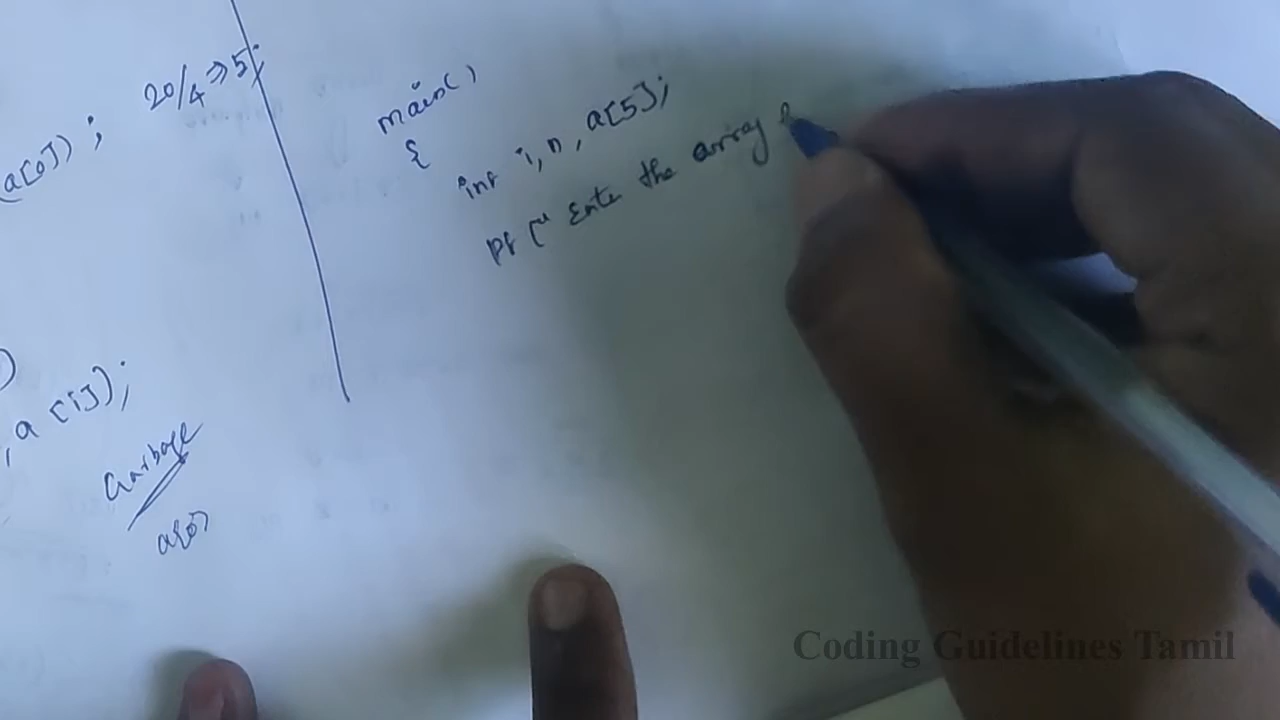 (a[0]); 20/4 ⇒ 5;
)
, a [i]);
Garbage
a[0]
main()
{
int i, n, a[5];
pf (" Ente the array
Coding Guidelines Tamil